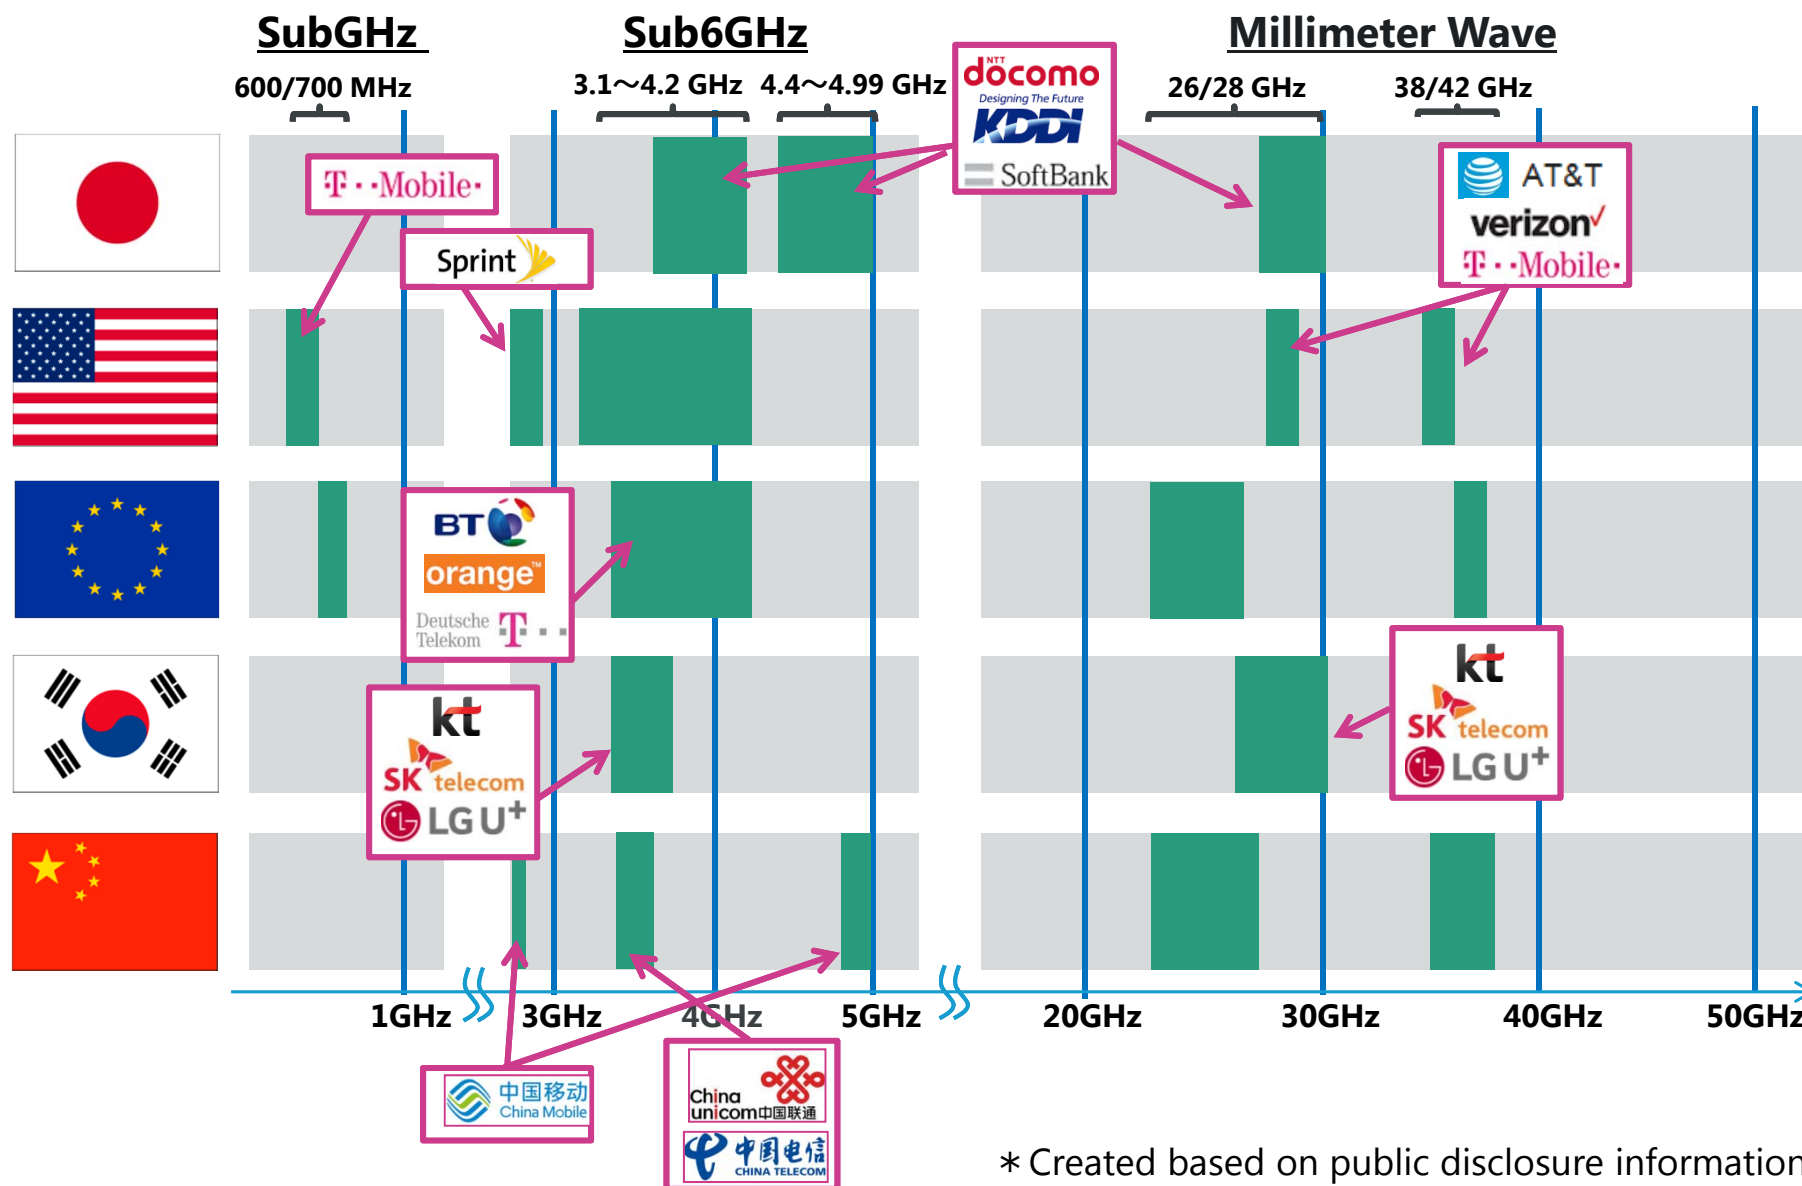 SubGHz
Sub6GHz
Millimeter Wave
600/700 MHz
3.1～4.2 GHz
4.4～4.99 GHz
26/28 GHz
38/42 GHz
NTT
döcomo
Designing The Future
KDDI
SoftBank
T··Mobile·
Sprint
AT&T
verizon✓
T··Mobile·
BT
orange™
Deutsche
Telekom
T···
kt
SK telecom
LG U+
kt
SK telecom
LG U+
1GHz
3GHz
4GHz
5GHz
20GHz
30GHz
40GHz
50GHz
中国移动
China Mobile
China
unicom中国联通
中国电信
CHINA TELECOM
＊Created based on public disclosure information